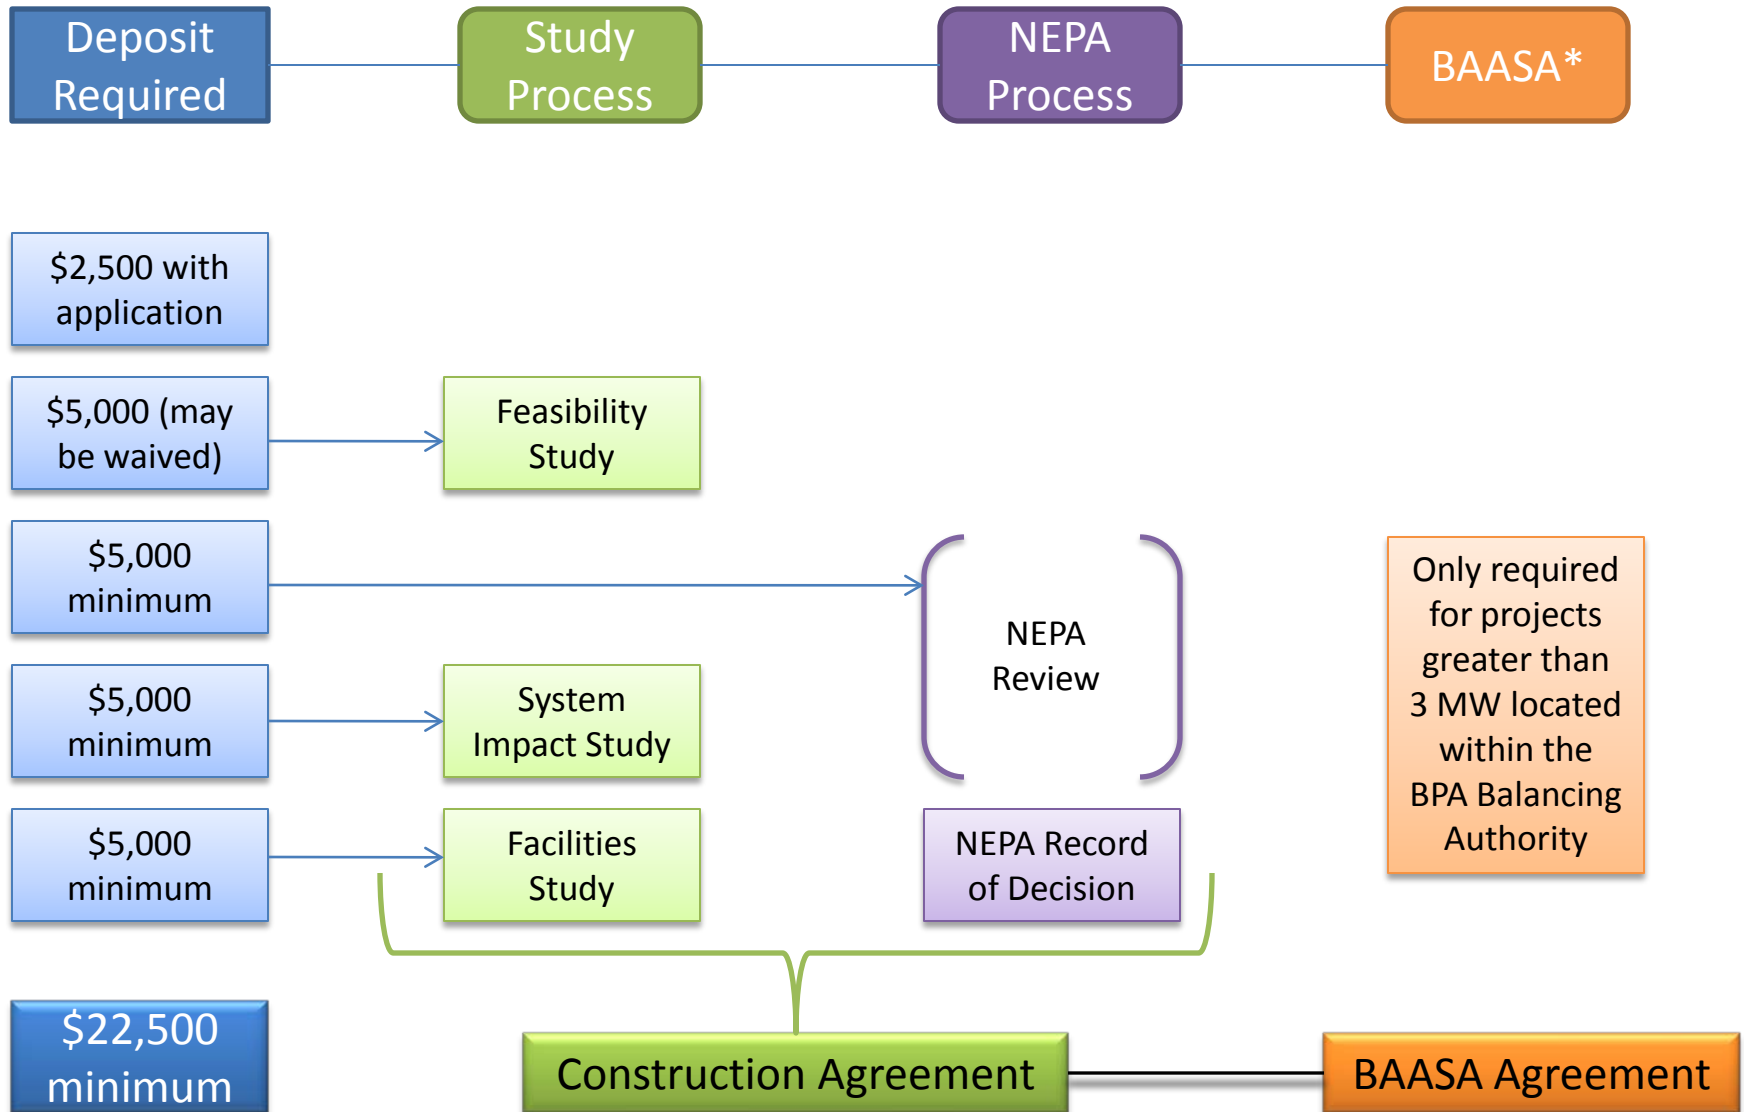 Deposit
Required
Study
Process
NEPA
Process
BAASA*
$2,500 with
application
$5,000 (may
be waived)
Feasibility
Study
$5,000
minimum
NEPA
Review
$5,000
minimum
System
Impact Study
$5,000
minimum
Facilities
Study
NEPA Record
of Decision
Only required
for projects
greater than
3 MW located
within the
BPA Balancing
Authority
$22,500
minimum
Construction Agreement
BAASA Agreement